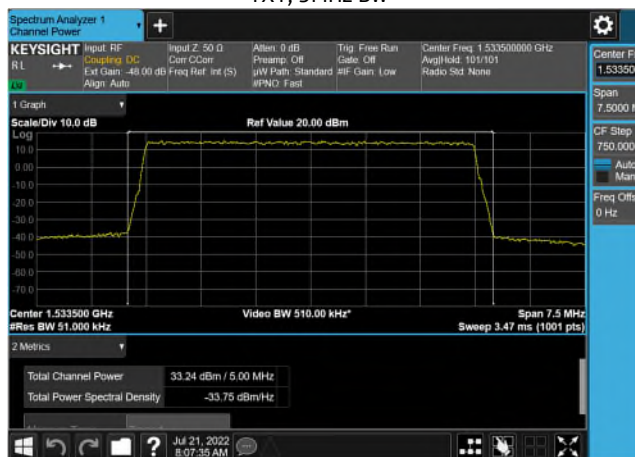 TX1, 5MHz BW
Spectrum Analyzer 1
Channel Power
KEYSIGHT
RL
Input: RF
Coupling: DC
Ext Gain: -48.00 dB
Align: Auto
Input Z: 50 Ω
Corr CCorr
Freq Ref: Int (S)
Atten: 0 dB
Preamp: Off
µW Path: Standard
#PNO: Fast
Trig: Free Run
Gate: Off
#IF Gain: Low
Center Freq: 1.533500000 GHz
Avg|Hold: 101/101
Radio Std: None
Center F
1.53350
Span
7.5000 M
CF Step
750.000
Auto
Man
Freq Offs
0 Hz
1 Graph
Scale/Div 10.0 dB
Ref Value 20.00 dBm
Log
10.0
0.00
-10.0
-20.0
-30.0
-40.0
-50.0
-60.0
-70.0
Center 1.533500 GHz
Video BW 510.00 kHz*
Span 7.5 MHz
#Res BW 51.000 kHz
Sweep 3.47 ms (1001 pts)
2 Metrics
Total Channel Power 33.24 dBm / 5.00 MHz
Total Power Spectral Density -33.75 dBm/Hz
?
Jul 21, 2022
8:07:35 AM